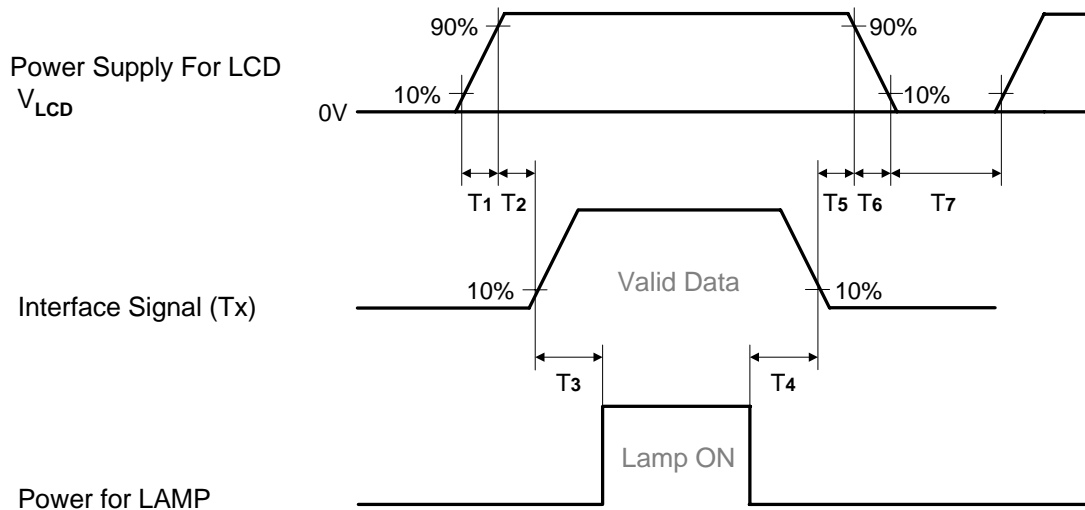 90%
90%
Power Supply For LCD
VLCD
10%
10%
0V
T1 T2 T5 T6 T7
Valid Data
10%
10%
Interface Signal (Tx)
T3
T4
Lamp ON
Power for LAMP